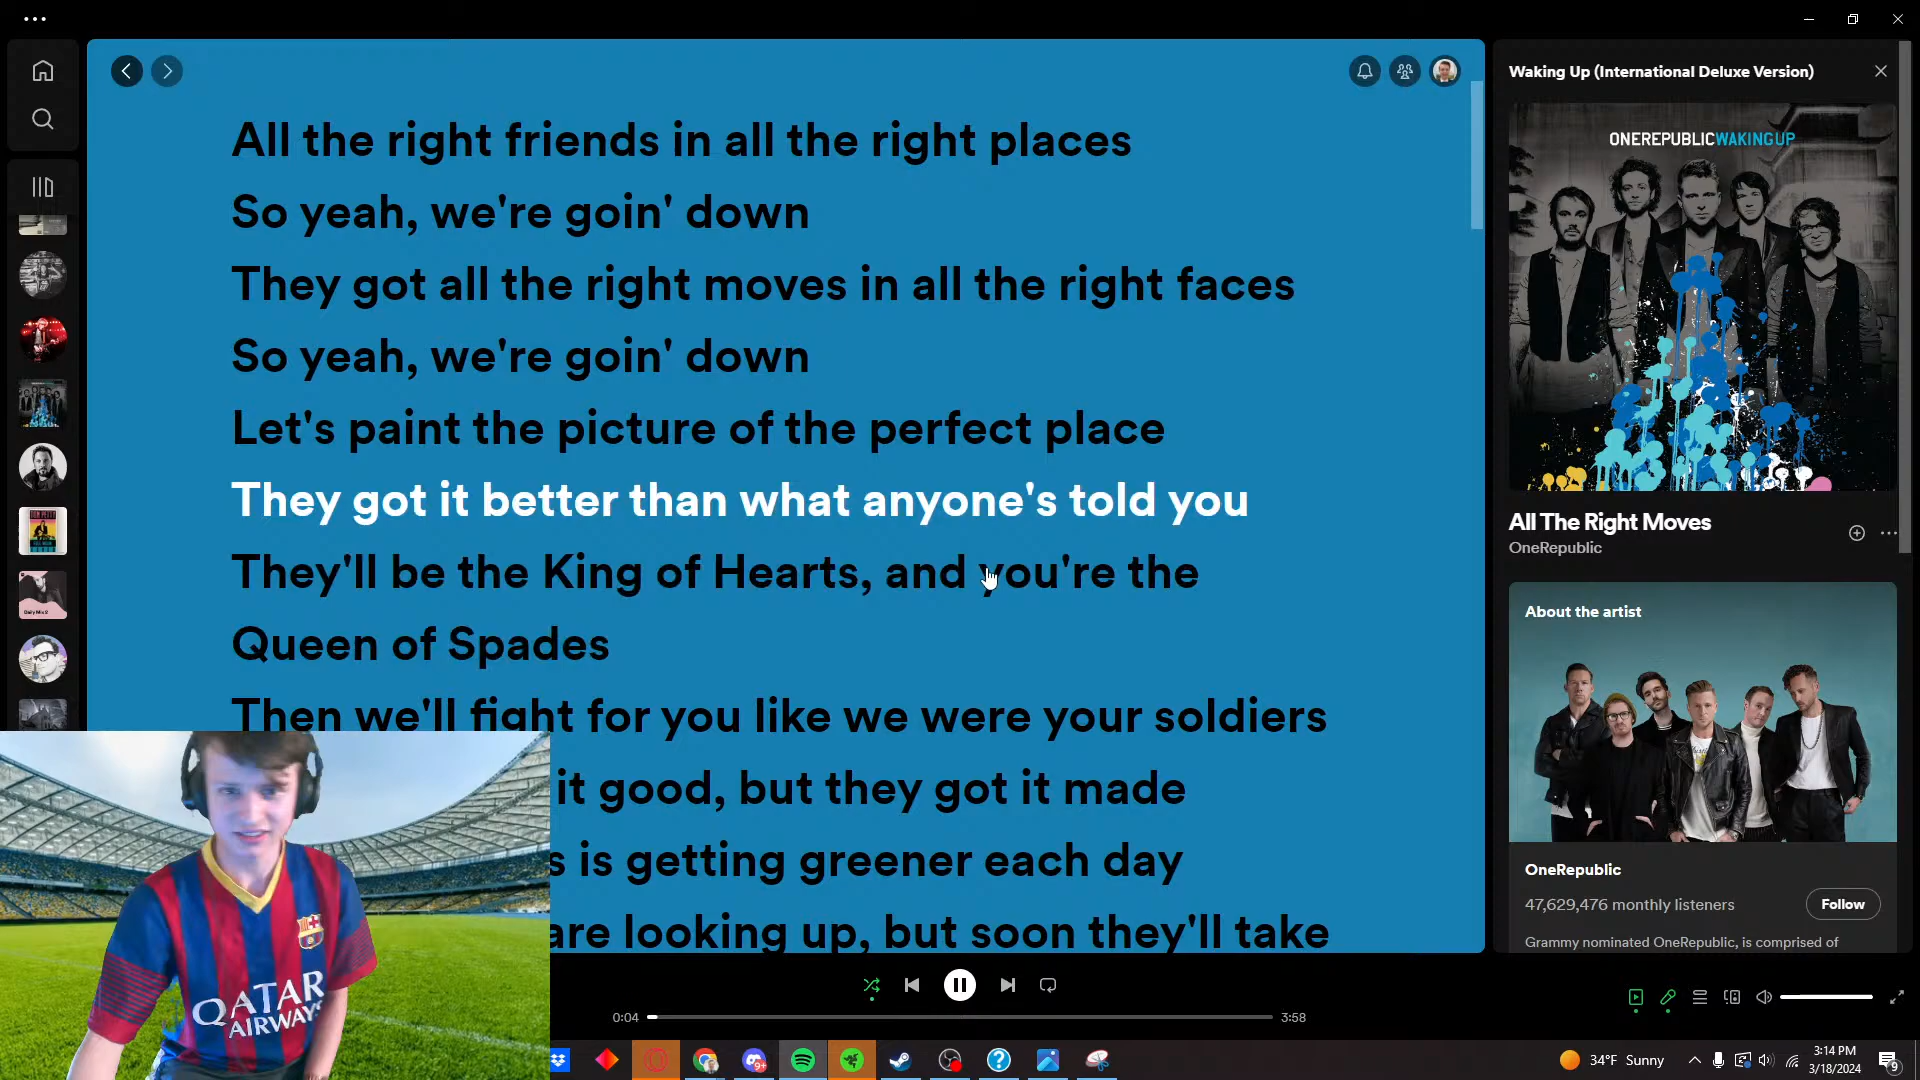 Waking Up (International Deluxe Version)
ONEREPUBLICWAKINGUP
All the right friends in all the right places
So yeah, we're goin' down
They got all the right moves in all the right faces
So yeah, we're goin' down
Let's paint the picture of the perfect place
They got it better than what anyone's told you
They'll be the King of Hearts, and you're the
Queen of Spades
Then we'll fight for you like we were your soldiers
it good, but they got it made
s is getting greener each day
are looking up, but soon they'll take
All The Right Moves
OneRepublic
About the artist
OneRepublic
47,629,476 monthly listeners
Follow
Grammy nominated OneRepublic, is comprised of
Daily Mix 2
QATAR
AIRWAYS
0:04
3:58
9+
34°F Sunny
3:14 PM
3/18/2024
9